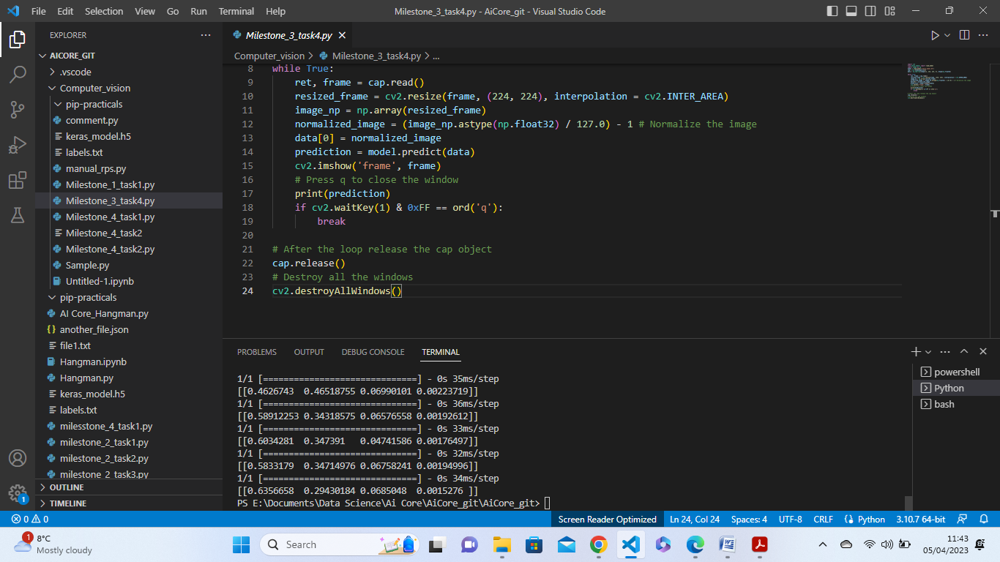 File Edit Selection View Go Run Terminal Help
Milestone_3_task4.py - AiCore_git - Visual Studio Code
EXPLORER
AICORE_GIT
.vscode
Computer_vision
pip-practicals
comment.py
keras_model.h5
labels.txt
manual_rps.py
Milestone_1_task1.py
Milestone_3_task4.py
Milestone_4_task1.py
Milestone_4_task2
Milestone_4_task2.py
Sample.py
Untitled-1.ipynb
pip-practicals
AI Core_Hangman.py
another_file.json
file1.txt
Hangman.ipynb
Hangman.py
keras_model.h5
labels.txt
milesstone_4_task1.py
milestone_2_task1.py
milestone_2_task2.py
milestone_2_task3.py
OUTLINE
TIMELINE
Milestone_3_task4.py
Computer_vision > Milestone_3_task4.py > ...
8 while True:
9 ret, frame = cap.read()
10 resized_frame = cv2.resize(frame, (224, 224), interpolation = cv2.INTER_AREA)
11 image_np = np.array(resized_frame)
12 normalized_image = (image_np.astype(np.float32) / 127.0) - 1 # Normalize the image
13 data[0] = normalized_image
14 prediction = model.predict(data)
15 cv2.imshow('frame', frame)
16 # Press q to close the window
17 print(prediction)
18 if cv2.waitKey(1) & 0xFF == ord('q'):
19 break
20
21 # After the loop release the cap object
22 cap.release()
23 # Destroy all the windows
24 cv2.destroyAllWindows()
PROBLEMS OUTPUT DEBUG CONSOLE TERMINAL
1/1 [==============================] - 0s 35ms/step
[[0.4626743  0.46518755 0.06990101 0.00223719]]
1/1 [==============================] - 0s 36ms/step
[[0.58912253 0.34318575 0.06576558 0.00192612]]
1/1 [==============================] - 0s 33ms/step
[[0.6034281  0.347391   0.04741586 0.00176497]]
1/1 [==============================] - 0s 32ms/step
[[0.5833179  0.34714976 0.06758241 0.00194996]]
1/1 [==============================] - 0s 34ms/step
[[0.6356658  0.29430184 0.0685048  0.0015276 ]]
PS E:\Documents\Data Science\Ai Core\AiCore_git\AiCore_git>
powershell
Python
bash
1
0 0
Screen Reader Optimized Ln 24, Col 24 Spaces: 4 UTF-8 CRLF Python 3.10.7 64-bit
1
8°C
Mostly cloudy
Search
11:43
05/04/2023